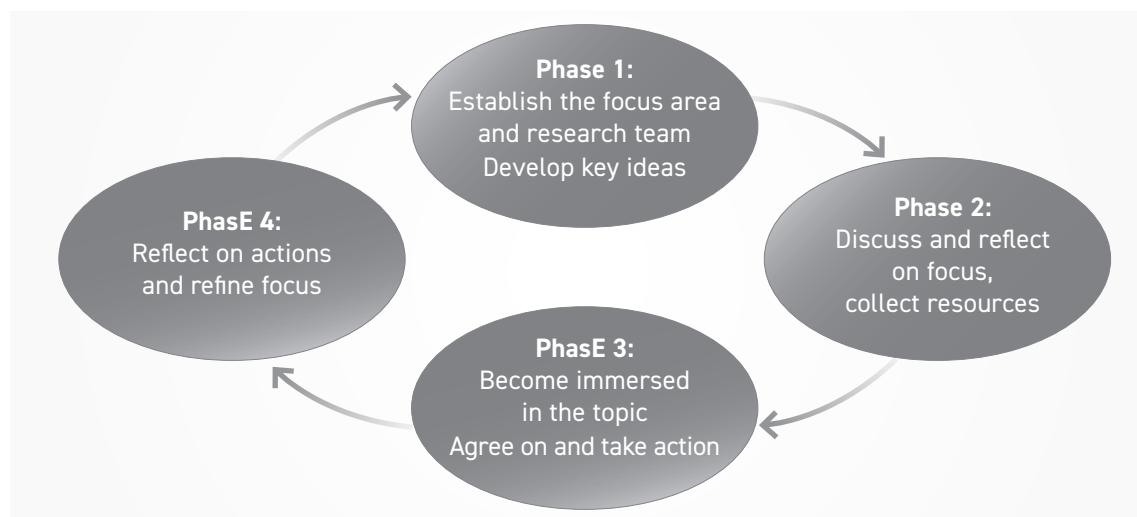 Phase 1:
Establish the focus area
and research team
Develop key ideas
Phase 2:
Discuss and reflect
on focus,
collect resources
PhasE 3:
Become immersed
in the topic
Agree on and take action
PhasE 4:
Reflect on actions
and refine focus